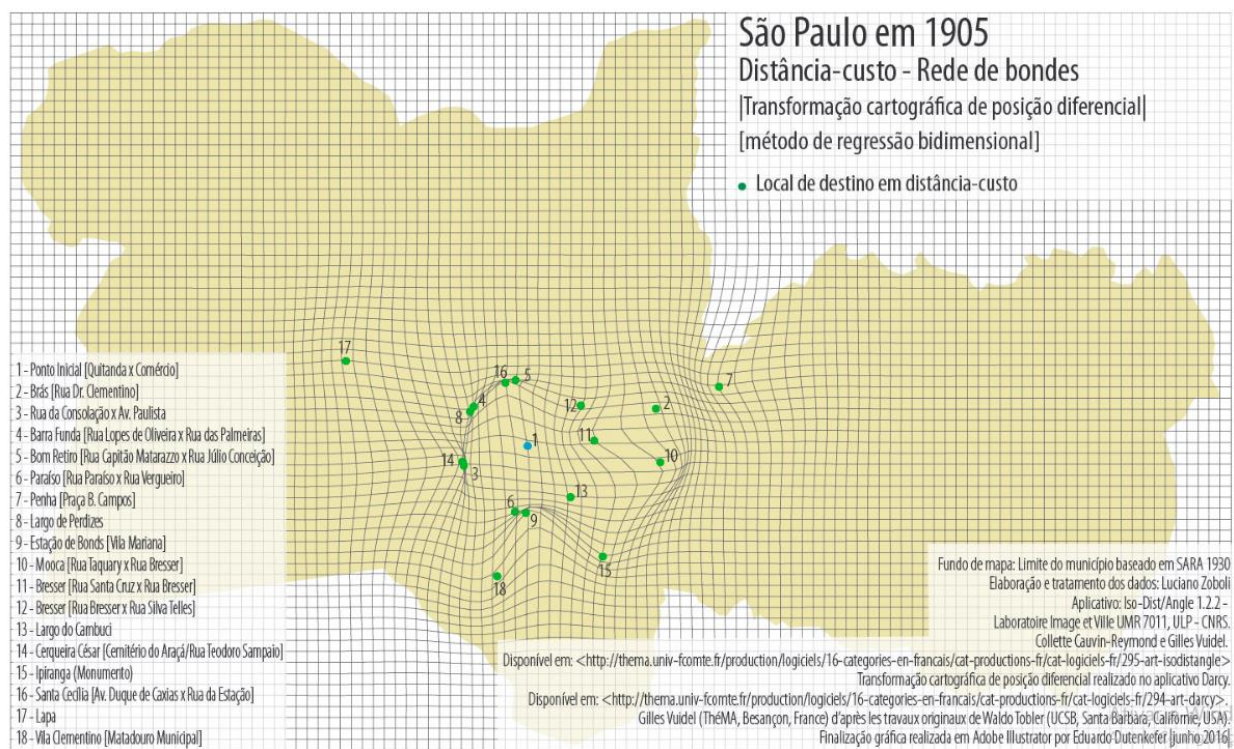 São Paulo em 1905
Distância-custo - Rede de bondes
|Transformação cartográfica de posição diferencial|
[método de regressão bidimensional]
Local de destino em distância-custo
17
16
5
7
4
8
12
2
1
11
14
3
10
6
9
13
15
18
1 - Ponto Inicial [Quitanda x Comércio]
2 - Brás [Rua Dr. Clementino]
3 - Rua da Consolação x Av. Paulista
4 - Barra Funda [Rua Lopes de Oliveira x Rua das Palmeiras]
5 - Bom Retiro [Rua Capitão Matarazzo x Rua Júlio Conceição]
6 - Paraíso [Rua Paraíso x Rua Vergueiro]
7 - Penha [Praça B. Campos]
8 - Largo de Perdizes
9 - Estação de Bonds [Vila Mariana]
10 - Mooca [Rua Taquary x Rua Bresser]
11 - Bresser [Rua Santa Cruz x Rua Bresser]
12 - Bresser [Rua Bresser x Rua Silva Telles]
13 - Largo do Cambuci
14 - Cerqueira César [Cemitério do Araçá/Rua Teodoro Sampaio]
15 - Ipiranga (Monumento)
16 - Santa Cecília [Av. Duque de Caxias x Rua da Estação]
17 - Lapa
18 - Vila Clementino [Matadouro Municipal]
Fundo de mapa: Limite do município baseado em SARA 1930
Elaboração e tratamento dos dados: Luciano Zoboli
Aplicativo: Iso-Dist/Angle 1.2.2 -
Laboratoire Image et Ville UMR 7011, ULP - CNRS.
Collette Cauvin-Reymond e Gilles Vuidel.
Disponível em: <http://thema.univ-fcomte.fr/production/logiciels/16-categories-en-francais/cat-productions-fr/cat-logiciels-fr/295-art-isodistangle>
Transformação cartográfica de posição diferencial realizado no aplicativo Darcy.
Disponível em: <http://thema.univ-fcomte.fr/production/logiciels/16-categories-en-francais/cat-productions-fr/cat-logiciels-fr/294-art-darcy>.
Gilles Vuidel (ThéMA, Besançon, France) d'après les travaux originaux de Waldo Tobler (UCSB, Santa Barbara, Californie, USA).
Finalização gráfica realizada em Adobe Illustrator por Eduardo Dutenkefer [junho 2016]